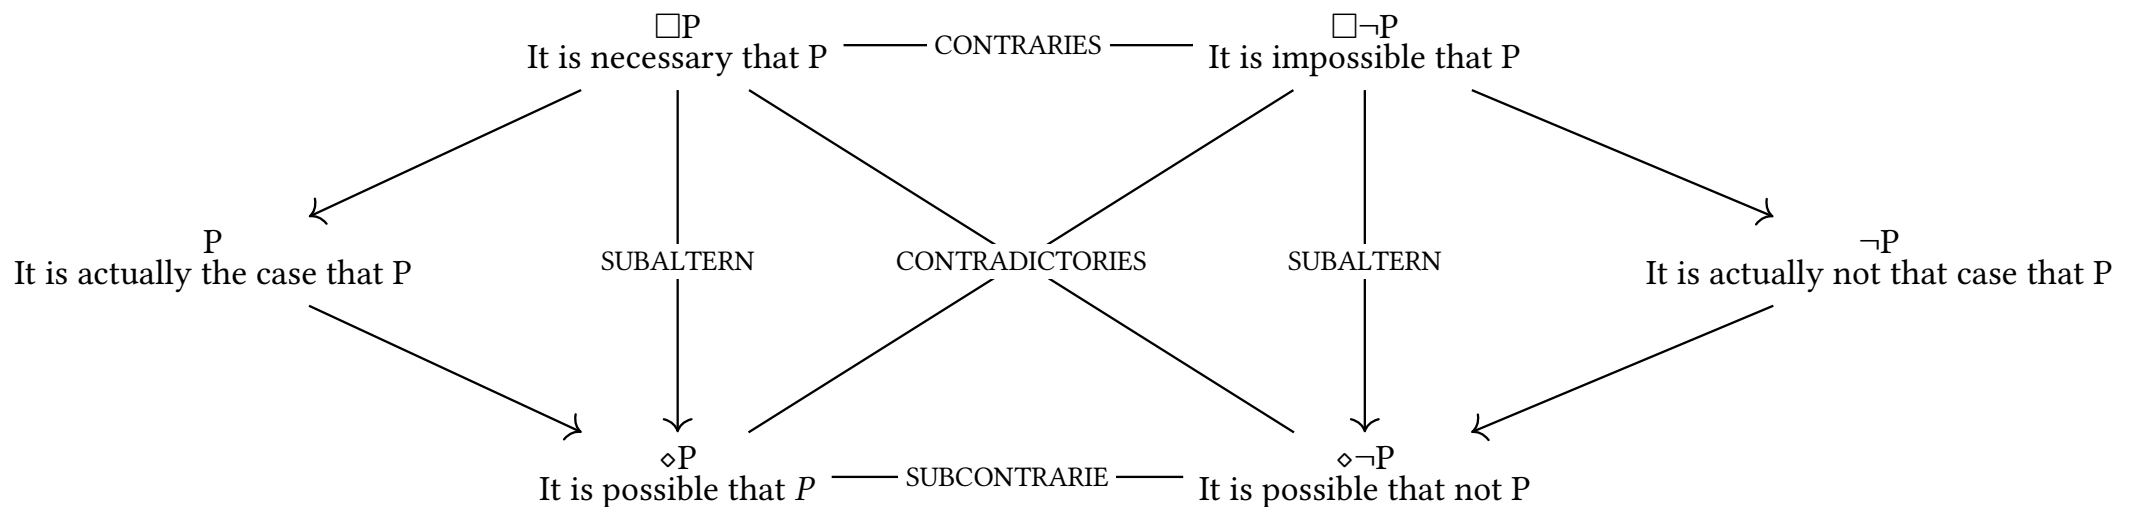 □P
It is necessary that P
CONTRARIES
□¬P
It is impossible that P
P
It is actually the case that P
SUBALTERN
CONTRADICTORIES
SUBALTERN
¬P
It is actually not that case that P
⋄P
It is possible that P
SUBCONTRARIE
⋄¬P
It is possible that not P